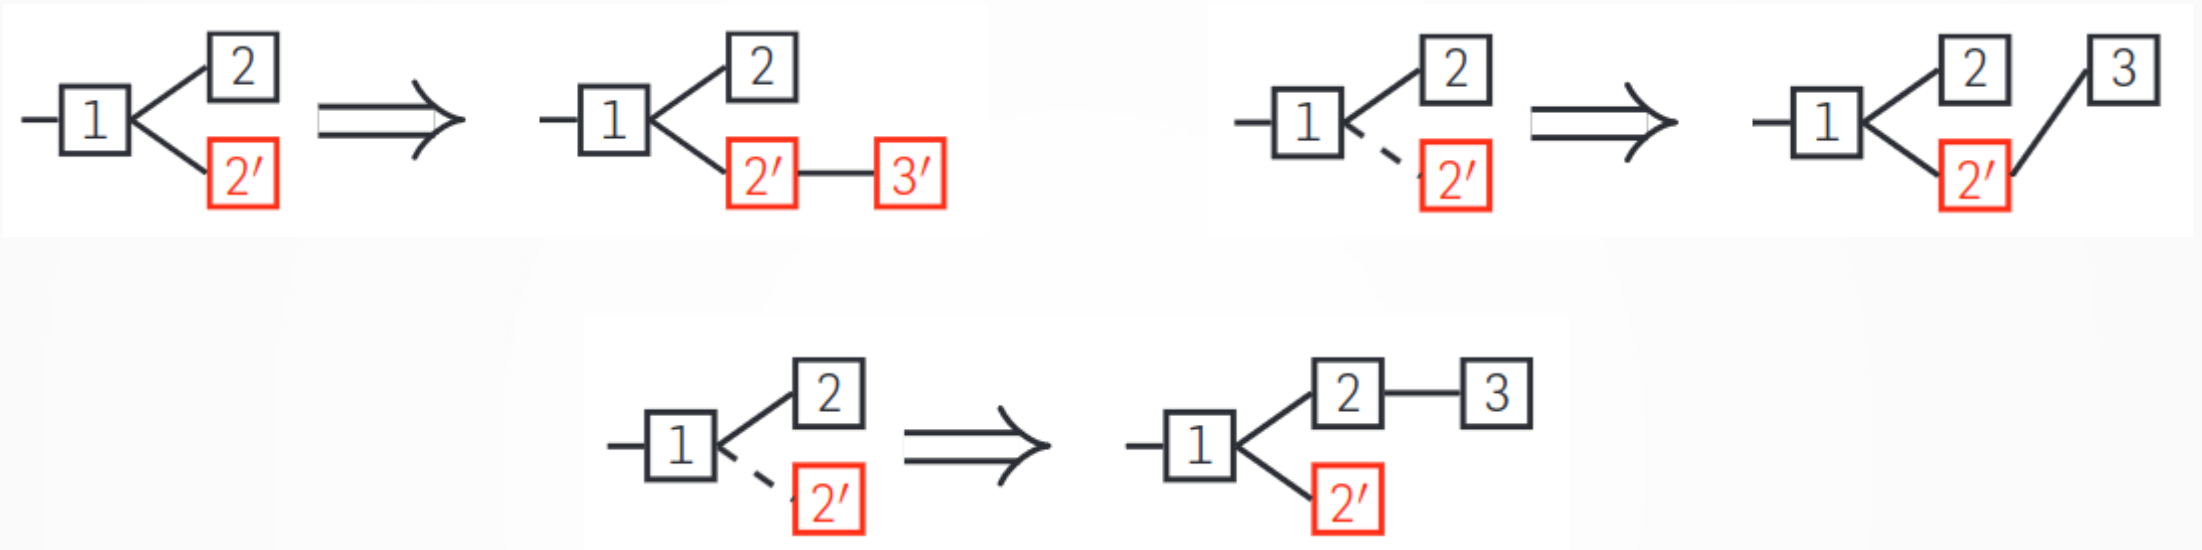 1 2 2′ 1 2 2′ 3′
1 2 2′ 1 2 2′ 3
1 2 2′ 1 2 3 2′